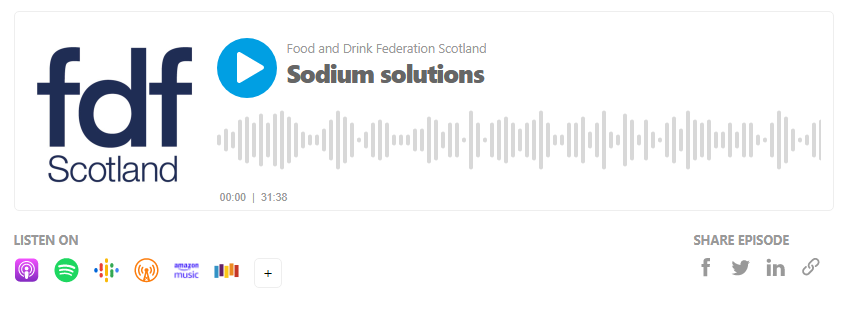 fdf
Scotland
Food and Drink Federation Scotland
Sodium solutions
00:00 | 31:38
LISTEN ON
SHARE EPISODE
amazon
music
+